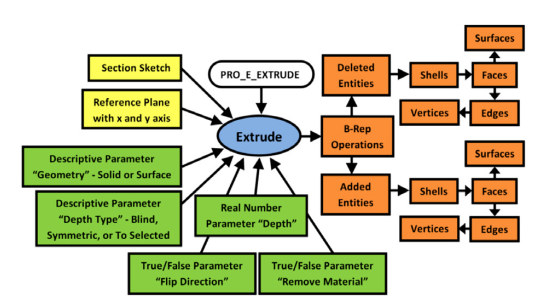 Surfaces
Deleted
Entities
Shells
Faces
Section Sketch
PRO_E_EXTRUDE
Vertices
Edges
Reference Plane
with x and y axis
Extrude
B-Rep
Operations
Surfaces
Descriptive Parameter
“Geometry” - Solid or Surface
Added
Entities
Shells
Faces
Descriptive Parameter
“Depth Type” - Blind,
Symmetric, or To Selected
Real Number
Parameter “Depth”
Vertices
Edges
True/False Parameter
“Flip Direction”
True/False Parameter
“Remove Material”